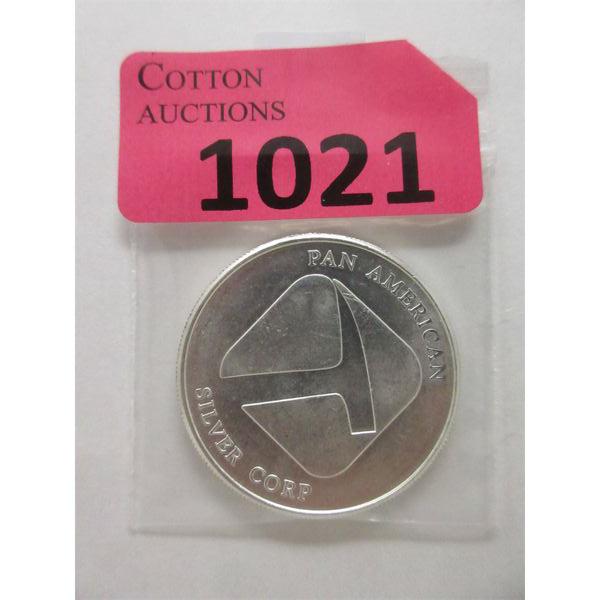 COTTON
AUCTIONS
1021
PAN AMERICAN
SILVER CORP